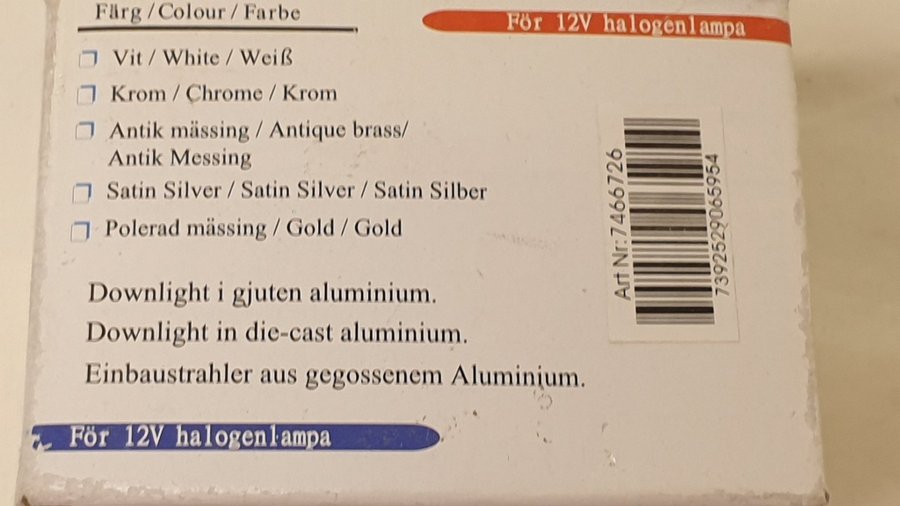 Färg / Colour / Farbe
För 12V halogenlampa
Vit / White / Weiß
Krom / Chrome / Krom
Antik mässing / Antique brass/
Antik Messing
Satin Silver / Satin Silver / Satin Silber
Polerad mässing / Gold / Gold
Art Nr: 7466726
7392529065954
Downlight i gjuten aluminium.
Downlight in die-cast aluminium.
Einbaustrahler aus gegossenem Aluminium.
För 12V halogenlampa